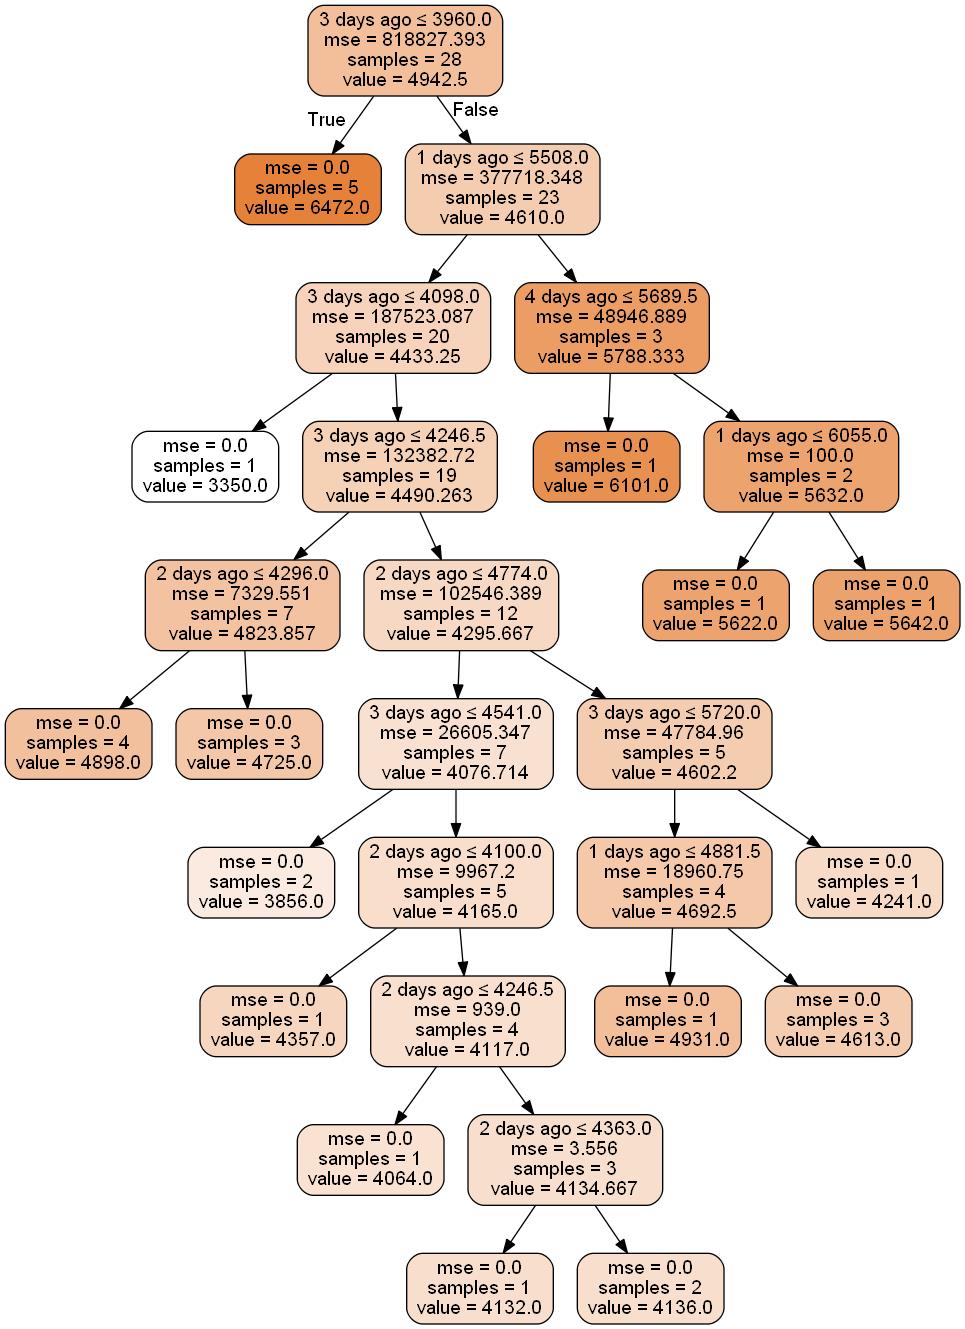 3 days ago ≤ 3960.0
mse = 818827.393
samples = 28
value = 4942.5
True
False
mse = 0.0
samples = 5
value = 6472.0
1 days ago ≤ 5508.0
mse = 377718.348
samples = 23
value = 4610.0
3 days ago ≤ 4098.0
mse = 187523.087
samples = 20
value = 4433.25
4 days ago ≤ 5689.5
mse = 48946.889
samples = 3
value = 5788.333
mse = 0.0
samples = 1
value = 3350.0
3 days ago ≤ 4246.5
mse = 132382.72
samples = 19
value = 4490.263
mse = 0.0
samples = 1
value = 6101.0
1 days ago ≤ 6055.0
mse = 100.0
samples = 2
value = 5632.0
2 days ago ≤ 4296.0
mse = 7329.551
samples = 7
value = 4823.857
2 days ago ≤ 4774.0
mse = 102546.389
samples = 12
value = 4295.667
mse = 0.0
samples = 1
value = 5622.0
mse = 0.0
samples = 1
value = 5642.0
mse = 0.0
samples = 4
value = 4898.0
mse = 0.0
samples = 3
value = 4725.0
3 days ago ≤ 4541.0
mse = 26605.347
samples = 7
value = 4076.714
3 days ago ≤ 5720.0
mse = 47784.96
samples = 5
value = 4602.2
mse = 0.0
samples = 2
value = 3856.0
2 days ago ≤ 4100.0
mse = 9967.2
samples = 5
value = 4165.0
1 days ago ≤ 4881.5
mse = 18960.75
samples = 4
value = 4692.5
mse = 0.0
samples = 1
value = 4241.0
mse = 0.0
samples = 1
value = 4357.0
2 days ago ≤ 4246.5
mse = 939.0
samples = 4
value = 4117.0
mse = 0.0
samples = 1
value = 4931.0
mse = 0.0
samples = 3
value = 4613.0
mse = 0.0
samples = 1
value = 4064.0
2 days ago ≤ 4363.0
mse = 3.556
samples = 3
value = 4134.667
mse = 0.0
samples = 1
value = 4132.0
mse = 0.0
samples = 2
value = 4136.0